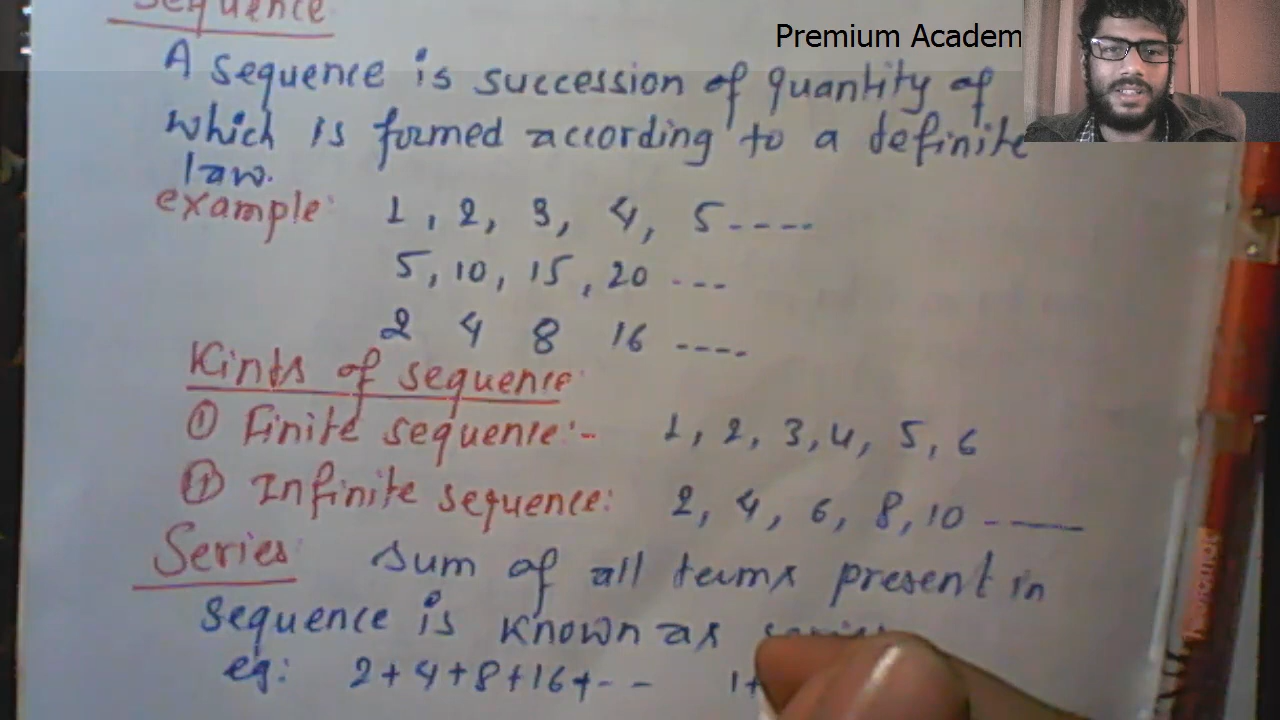 Sequence
Premium Academ
A sequence is succession of quantity of
which is formed according to a definite
law.
example: 1, 2, 3, 4, 5-----
5, 10, 15, 20 ---
2 4 8 16 ----
Kinds of sequence
① Finite sequence:- 1, 2, 3, 4, 5, 6
② Infinite sequence: 2, 4, 6, 8, 10 -----
Series sum of all terms present in
sequence is known as
eg: 2+4+8+16+-- 1+